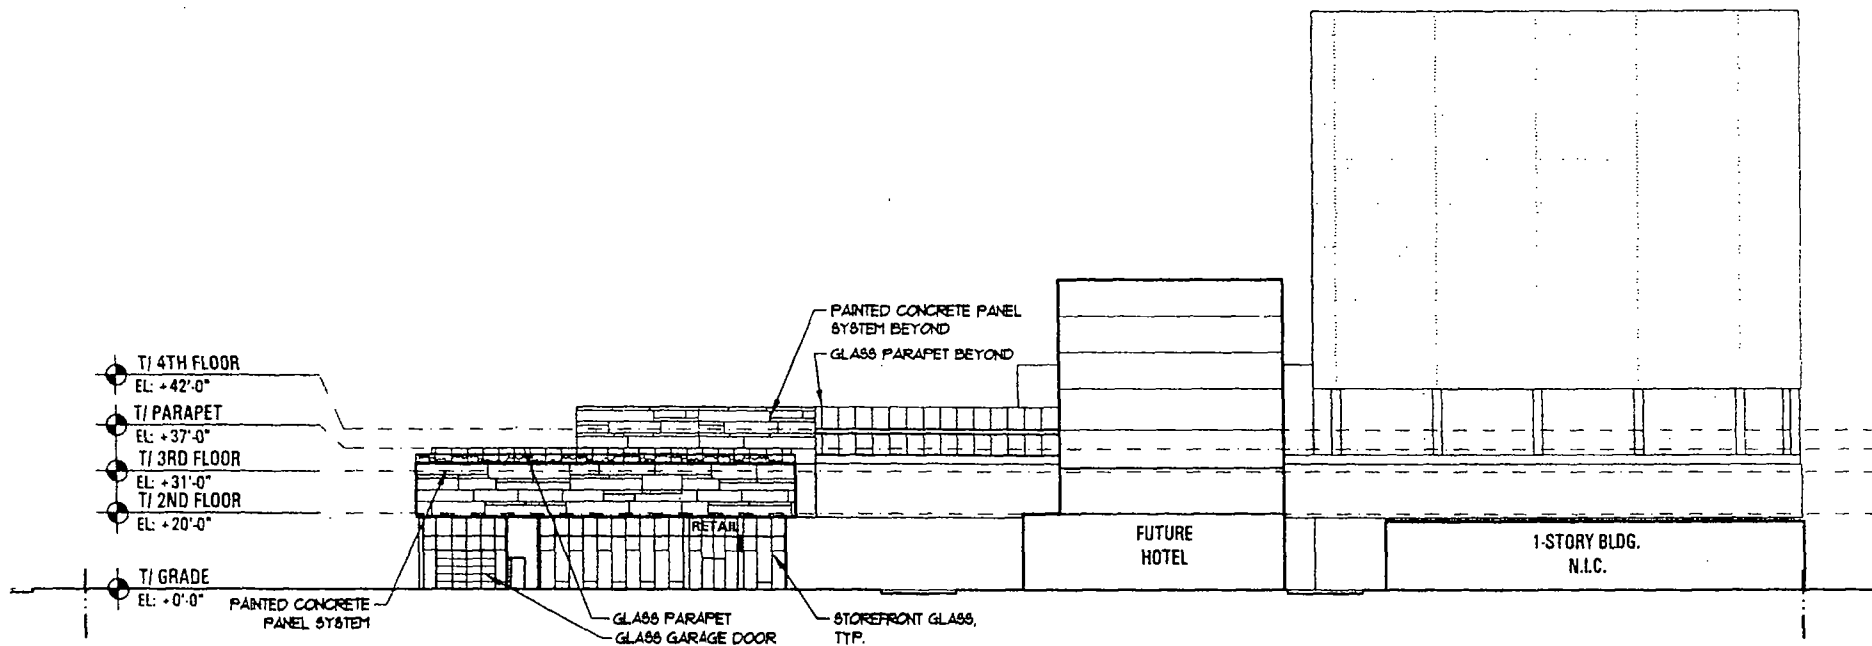 PAINTED CONCRETE PANEL
SYSTEM BEYOND
GLASS PARAPET BEYOND
T/ 4TH FLOOR
EL: +42'-0"
T/ PARAPET
EL: +37'-0"
T/ 3RD FLOOR
EL: +31'-0"
T/ 2ND FLOOR
EL: +20'-0"
RETAIL
FUTURE
HOTEL
1-STORY BLDG.
N.I.C.
T/ GRADE
EL: +0'-0"
PAINTED CONCRETE
PANEL SYSTEM
GLASS PARAPET
GLASS GARAGE DOOR
STOREFRONT GLASS,
TYP.